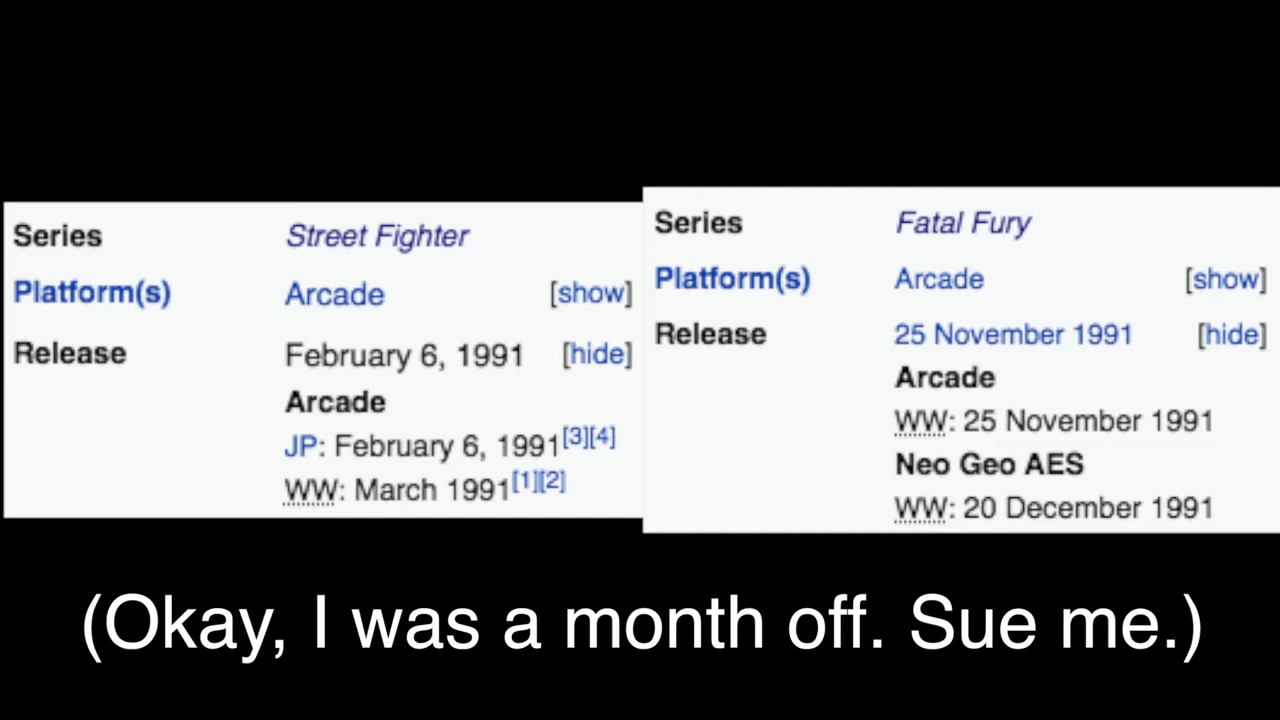 Series Street Fighter
Platform(s) Arcade [show]
Release February 6, 1991 [hide]
Arcade
JP: February 6, 1991[3][4]
WW: March 1991[1][2]
Series Fatal Fury
Platform(s) Arcade [show]
Release 25 November 1991 [hide]
Arcade
WW: 25 November 1991
Neo Geo AES
WW: 20 December 1991
(Okay, I was a month off. Sue me.)